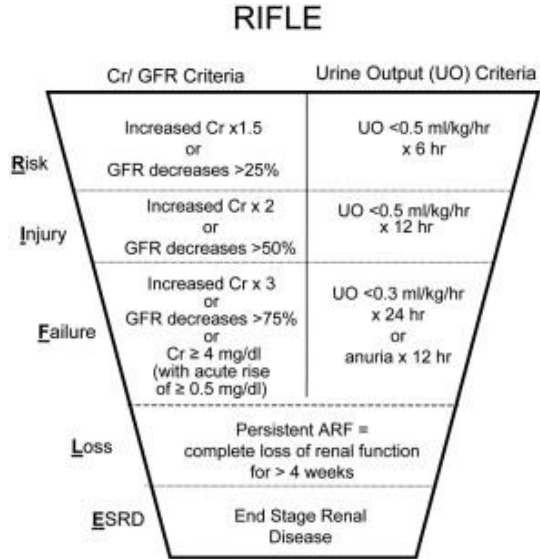 RIFLE
Cr/ GFR Criteria
Urine Output (UO) Criteria
Risk
Increased Cr x1.5
or
GFR decreases >25%
UO <0.5 ml/kg/hr
x 6 hr
Injury
Increased Cr x 2
or
GFR decreases >50%
UO <0.5 ml/kg/hr
x 12 hr
Failure
Increased Cr x 3
or
GFR decreases >75%
or
Cr ≥ 4 mg/dl
(with acute rise
of ≥ 0.5 mg/dl)
UO <0.3 ml/kg/hr
x 24 hr
or
anuria x 12 hr
Loss
Persistent ARF =
complete loss of renal function
for > 4 weeks
ESRD
End Stage Renal
Disease